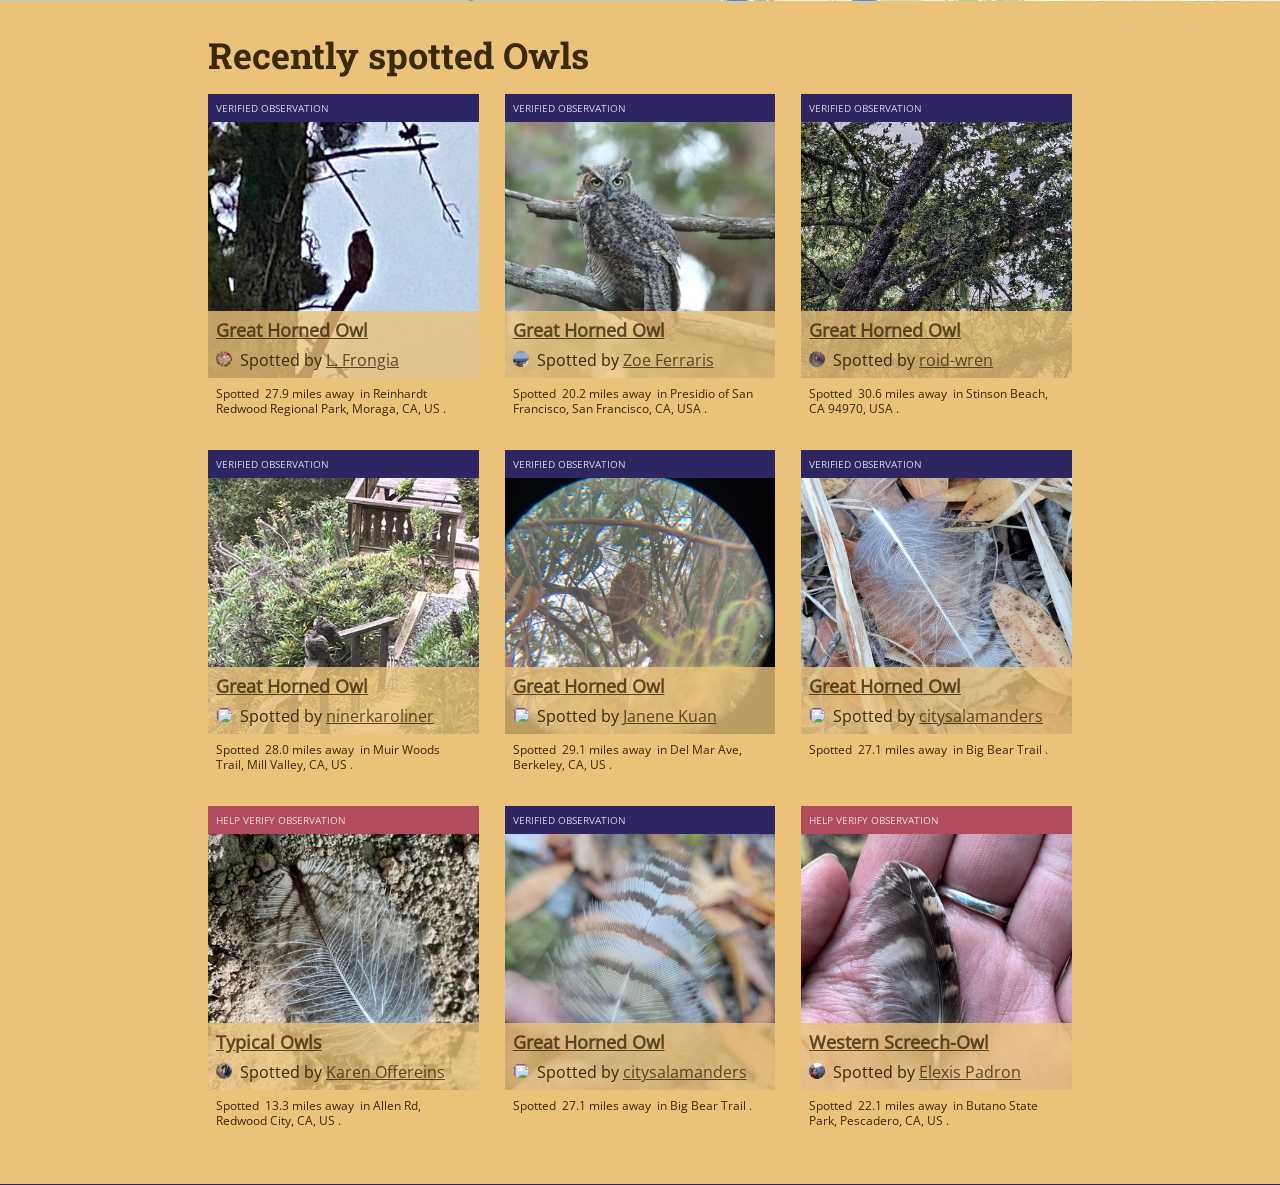 Recently spotted Owls
VERIFIED OBSERVATION
Great Horned Owl
Spotted by L. Frongia
Spotted 27.9 miles away in Reinhardt
Redwood Regional Park, Moraga, CA, US .
VERIFIED OBSERVATION
Great Horned Owl
Spotted by Zoe Ferraris
Spotted 20.2 miles away in Presidio of San
Francisco, San Francisco, CA, USA .
VERIFIED OBSERVATION
Great Horned Owl
Spotted by roid-wren
Spotted 30.6 miles away in Stinson Beach,
CA 94970, USA .
VERIFIED OBSERVATION
Great Horned Owl
Spotted by ninerkaroliner
Spotted 28.0 miles away in Muir Woods
Trail, Mill Valley, CA, US .
VERIFIED OBSERVATION
Great Horned Owl
Spotted by Janene Kuan
Spotted 29.1 miles away in Del Mar Ave,
Berkeley, CA, US .
VERIFIED OBSERVATION
Great Horned Owl
Spotted by citysalamanders
Spotted 27.1 miles away in Big Bear Trail .
HELP VERIFY OBSERVATION
Typical Owls
Spotted by Karen Offereins
Spotted 13.3 miles away in Allen Rd,
Redwood City, CA, US .
VERIFIED OBSERVATION
Great Horned Owl
Spotted by citysalamanders
Spotted 27.1 miles away in Big Bear Trail .
HELP VERIFY OBSERVATION
Western Screech-Owl
Spotted by Elexis Padron
Spotted 22.1 miles away in Butano State
Park, Pescadero, CA, US .